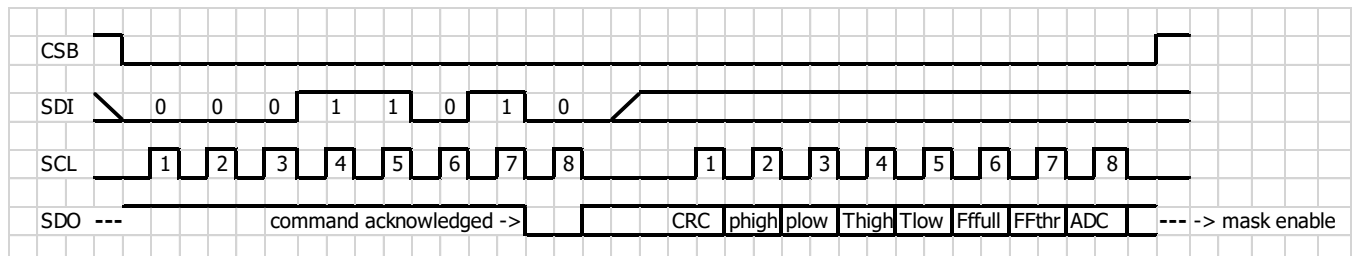 CSB
SDI 0 0 0 1 1 0 1 0
SCL 1 2 3 4 5 6 7 8 1 2 3 4 5 6 7 8
SDO --- command acknowledged -> CRC phigh plow Thigh Tlow Fffull FFthr ADC --- -> mask enable